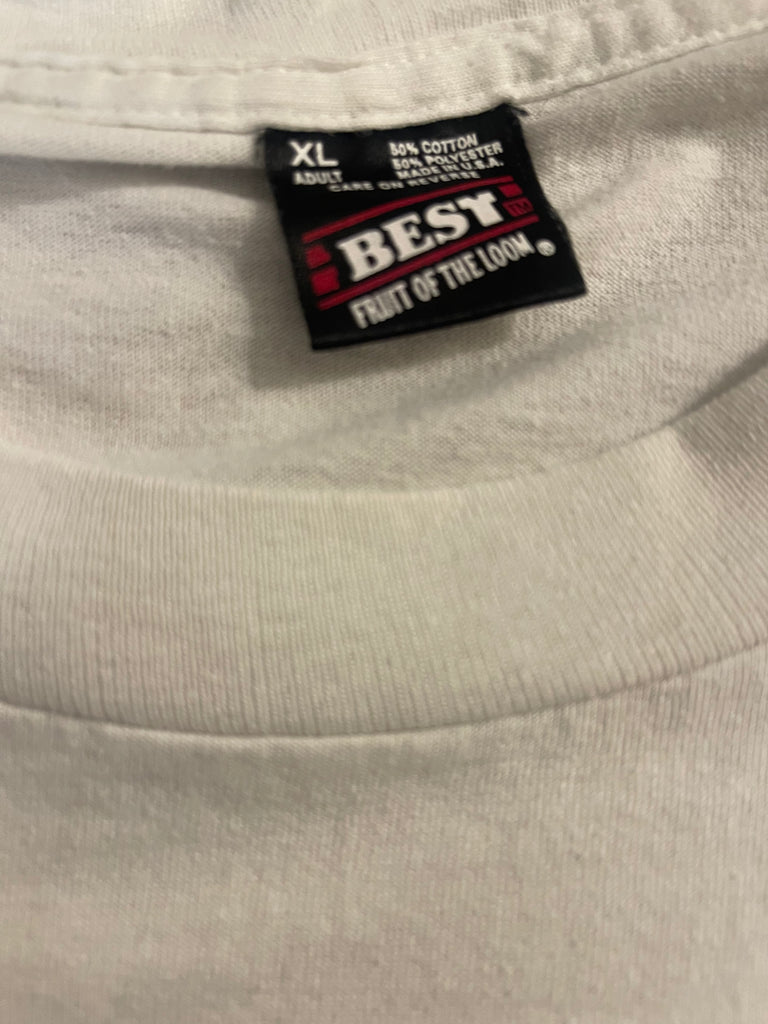 XL
ADULT
50% COTTON
50% POLYESTER
MADE IN U.S.A.
CARE ON REVERSE
BEST TM
FRUIT OF THE LOOM ®